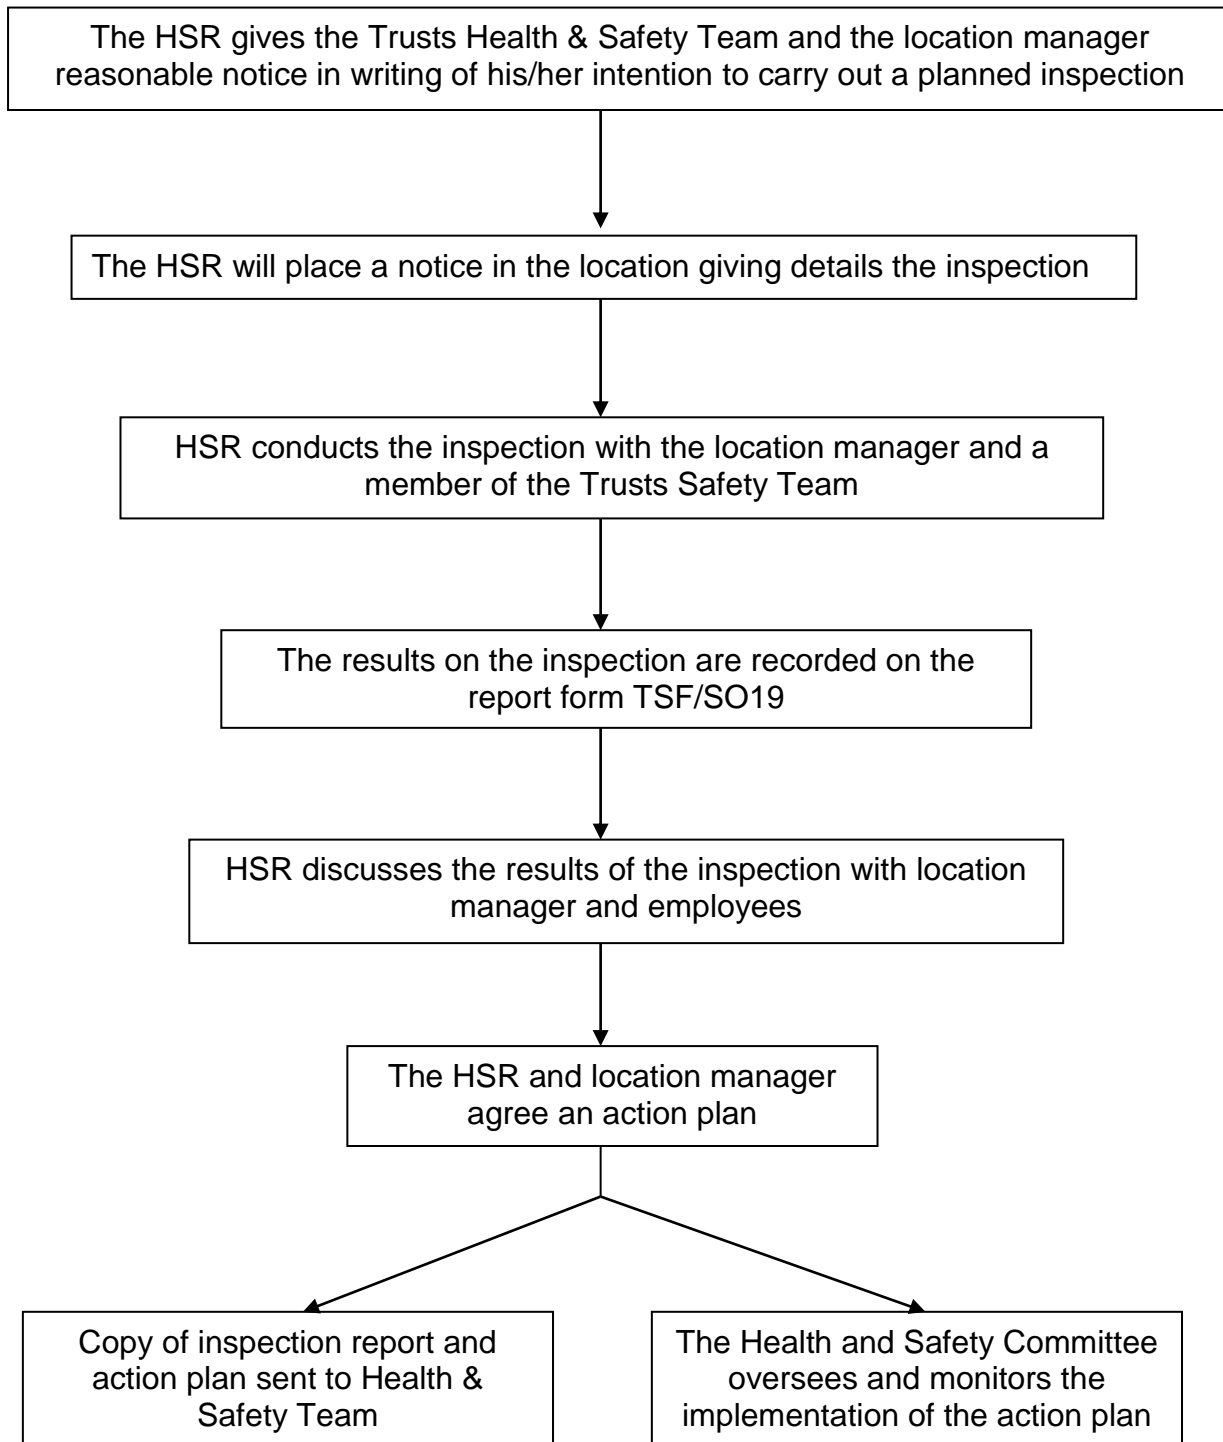 The HSR gives the Trusts Health & Safety Team and the location manager
reasonable notice in writing of his/her intention to carry out a planned inspection
The HSR will place a notice in the location giving details the inspection
HSR conducts the inspection with the location manager and a
member of the Trusts Safety Team
The results on the inspection are recorded on the
report form TSF/SO19
HSR discusses the results of the inspection with location
manager and employees
The HSR and location manager
agree an action plan
Copy of inspection report and
action plan sent to Health &
Safety Team
The Health and Safety Committee
oversees and monitors the
implementation of the action plan